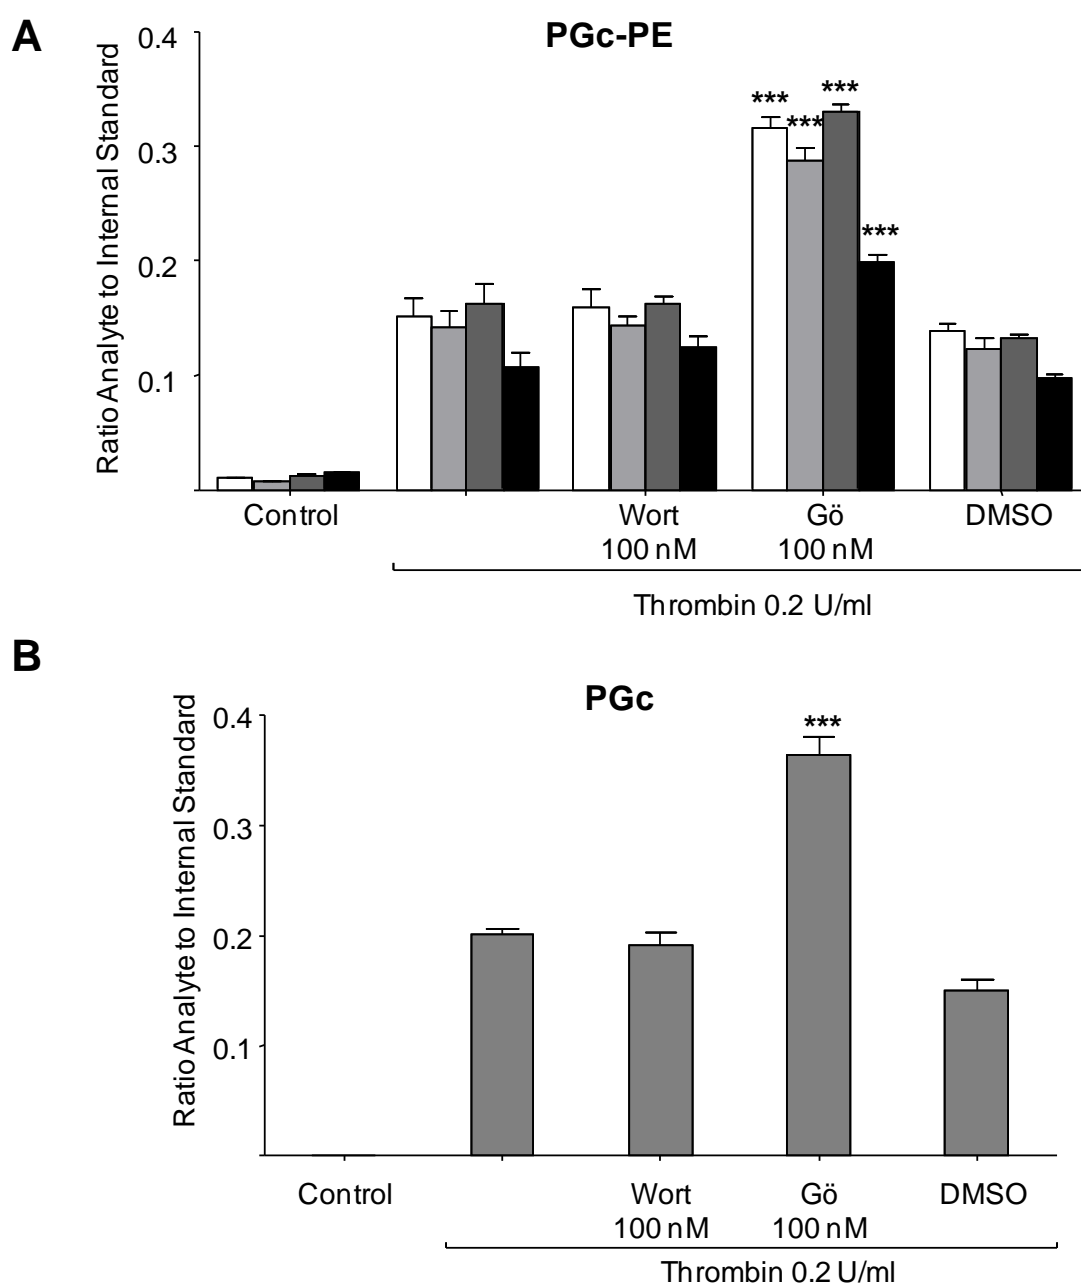 A
PGc-PE
Ratio Analyte to Internal Standard
0.4
0.3
0.2
0.1
***
***
***
***
Control
Wort
100 nM
Gö
100 nM
DMSO
Thrombin 0.2 U/ml
B
PGc
Ratio Analyte to Internal Standard
0.4
0.3
0.2
0.1
***
Control
Wort
100 nM
Gö
100 nM
DMSO
Thrombin 0.2 U/ml